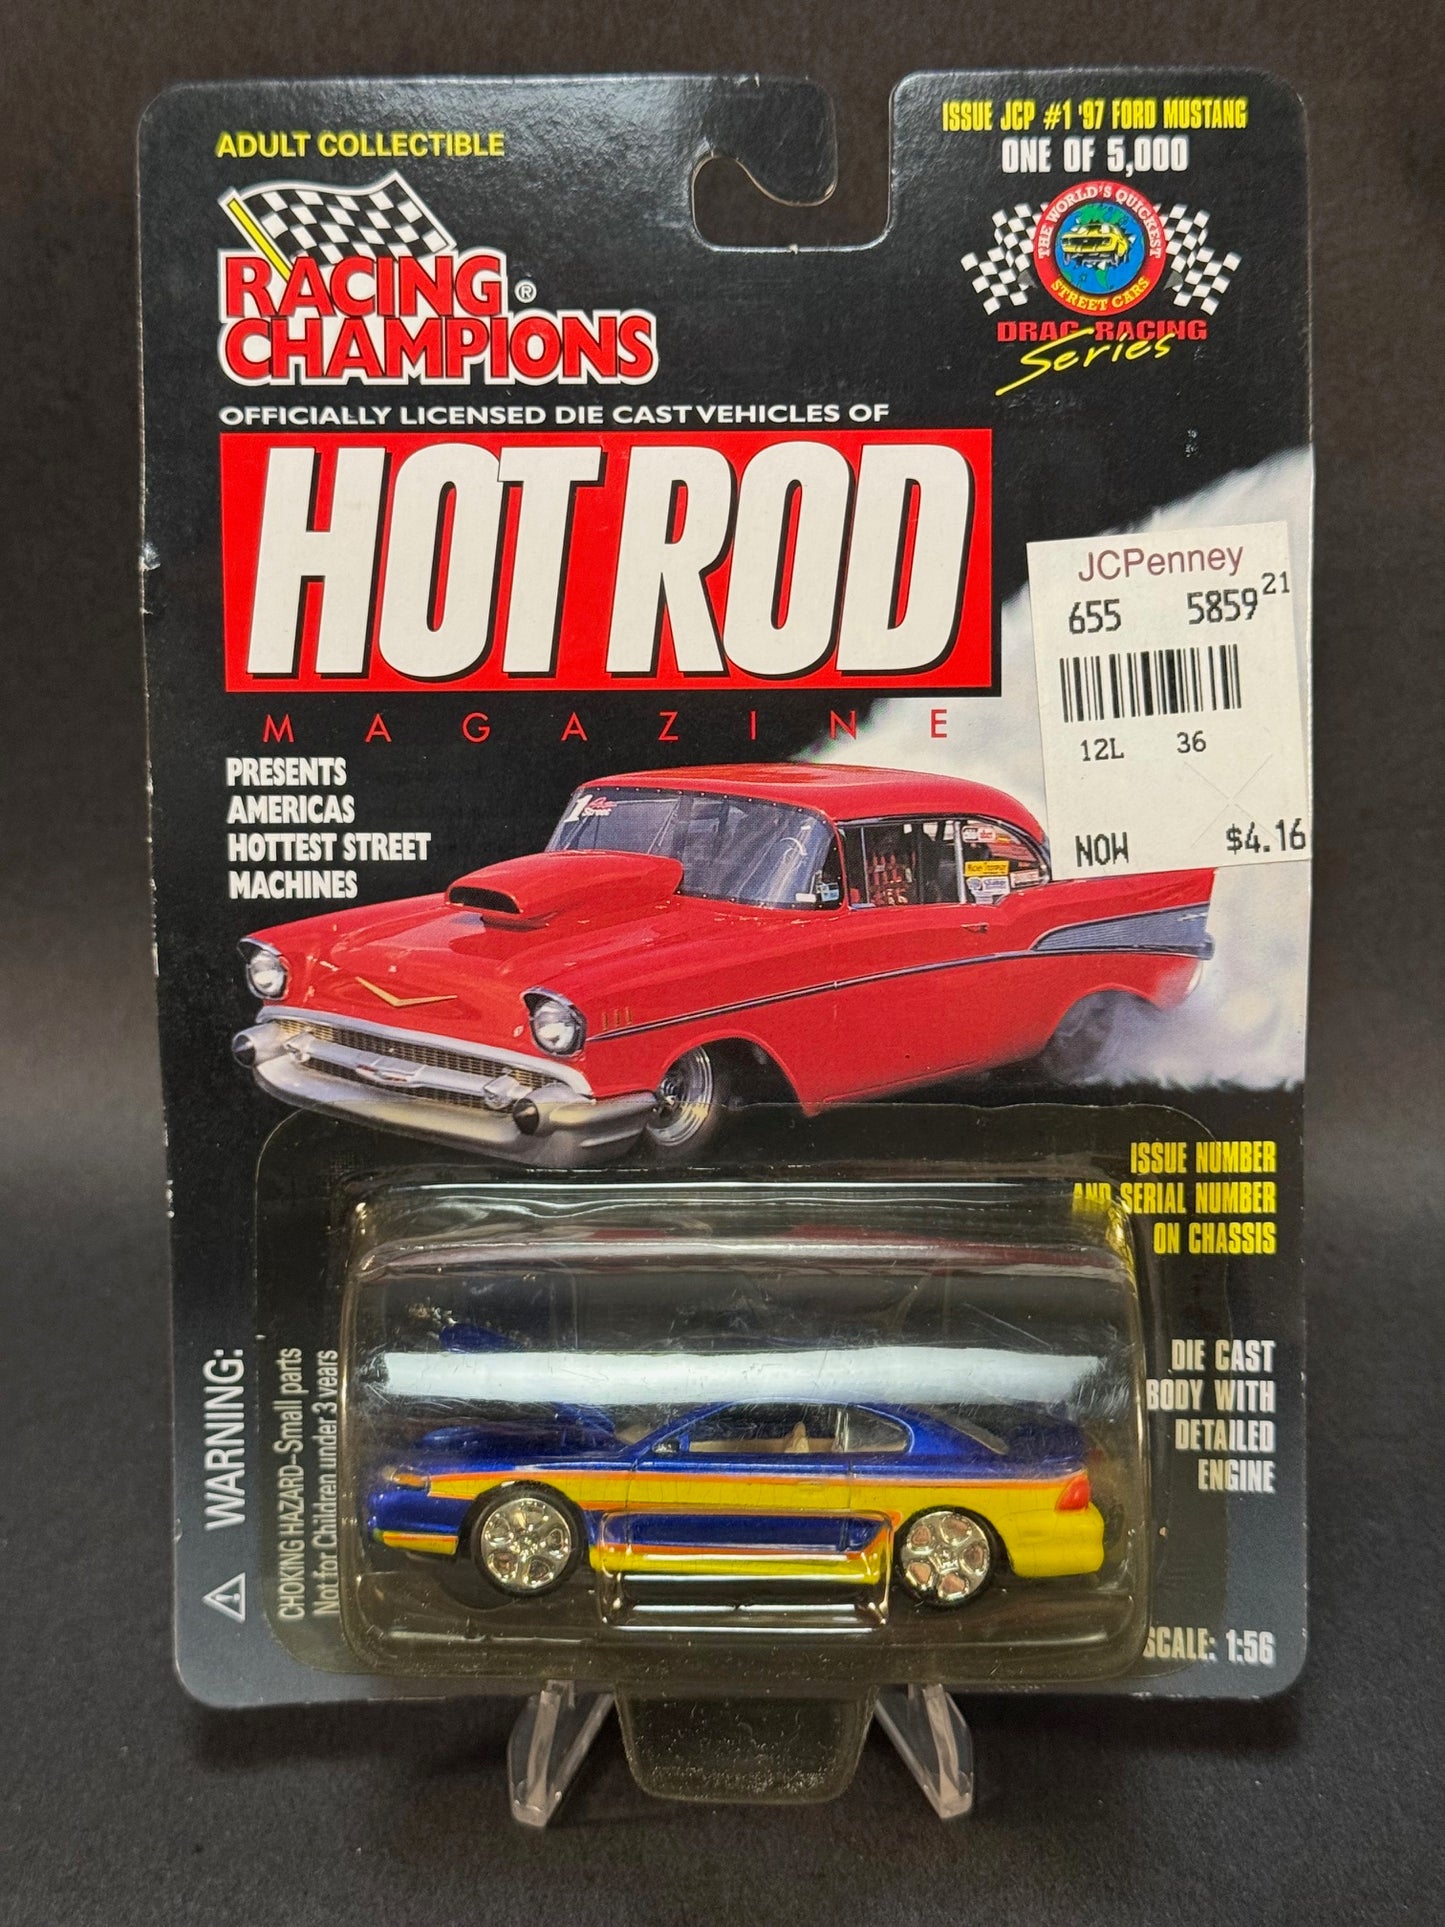 ADULT COLLECTIBLE
RACING
CHAMPIONS®
OFFICIALLY LICENSED DIE CAST VEHICLES OF
HOT ROD
MAGAZINE
PRESENTS
AMERICAS
HOTTEST STREET
MACHINES
ISSUE JCP #1 '97 FORD MUSTANG
ONE OF 5,000
THE WORLD'S QUICKEST
STREET CARS
DRAG RACING
Series
JCPenney
655 5859 21
12L 36
NOW $4.16
1
ISSUE NUMBER
AND SERIAL NUMBER
ON CHASSIS
DIE CAST
BODY WITH
DETAILED
ENGINE
SCALE: 1:56
WARNING:
CHOKING HAZARD-Small parts
Not for Children under 3 years